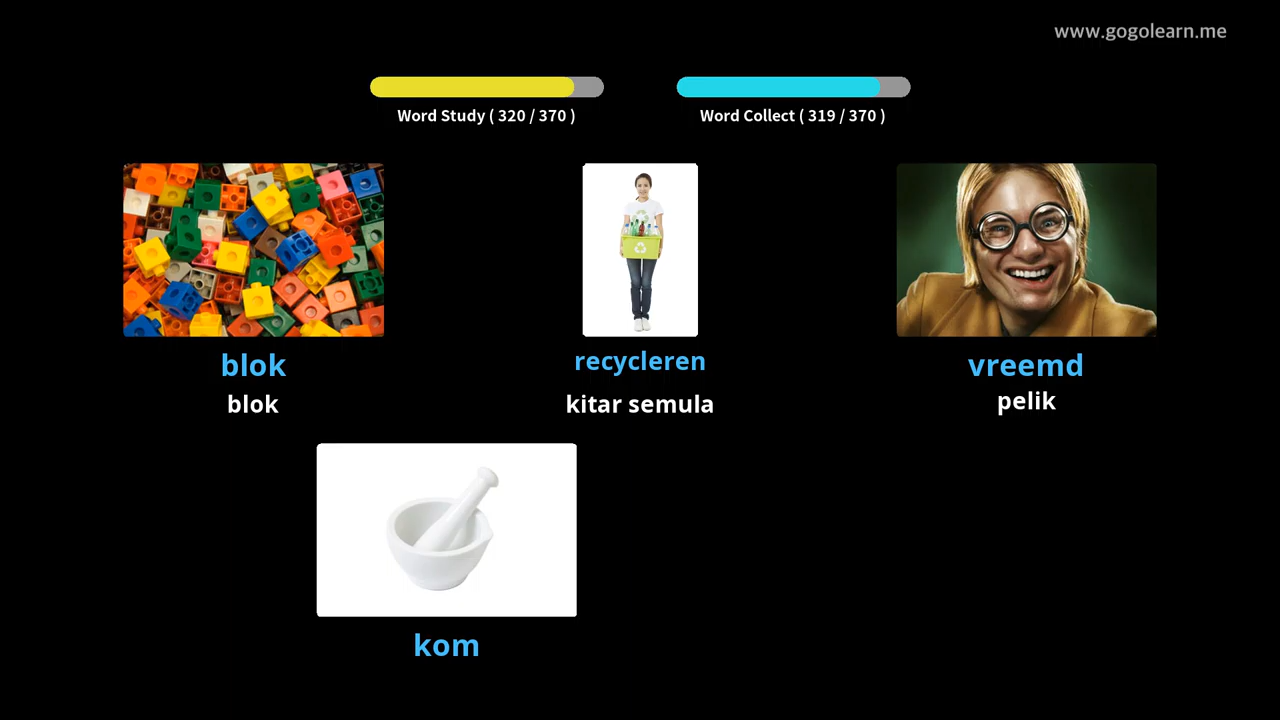 www.gogolearn.me
Word Study ( 320 / 370 )
Word Collect ( 319 / 370 )
blok
recycleren
vreemd
blok
kitar semula
pelik
kom